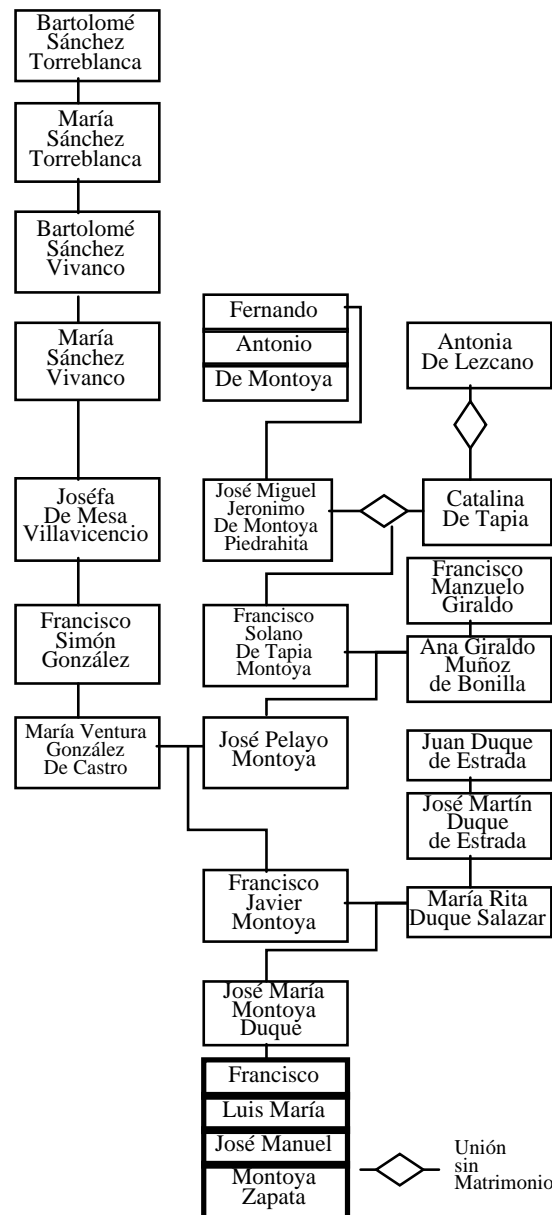 Bartolomé
Sánchez
Torreblanca
María
Sánchez
Torreblanca
Bartolomé
Sánchez
Vivanco
María
Sánchez
Vivanco
Joséfa
De Mesa
Villavicencio
Francisco
Simón
González
María Ventura
González
De Castro
Fernando
Antonio
De Montoya
José Miguel
Jeronimo
De Montoya
Piedrahita
Antonia
De Lezcano
Catalina
De Tapia
Francisco
Solano
De Tapia
Montoya
Francisco
Manzuelo
Giraldo
Ana Giraldo
Muñoz
de Bonilla
José Pelayo
Montoya
Juan Duque
de Estrada
José Martín
Duque
de Estrada
Francisco
Javier
Montoya
María Rita
Duque Salazar
José María
Montoya
Duque
Francisco
Luis María
José Manuel
Montoya
Zapata
Unión
sin
Matrimonio